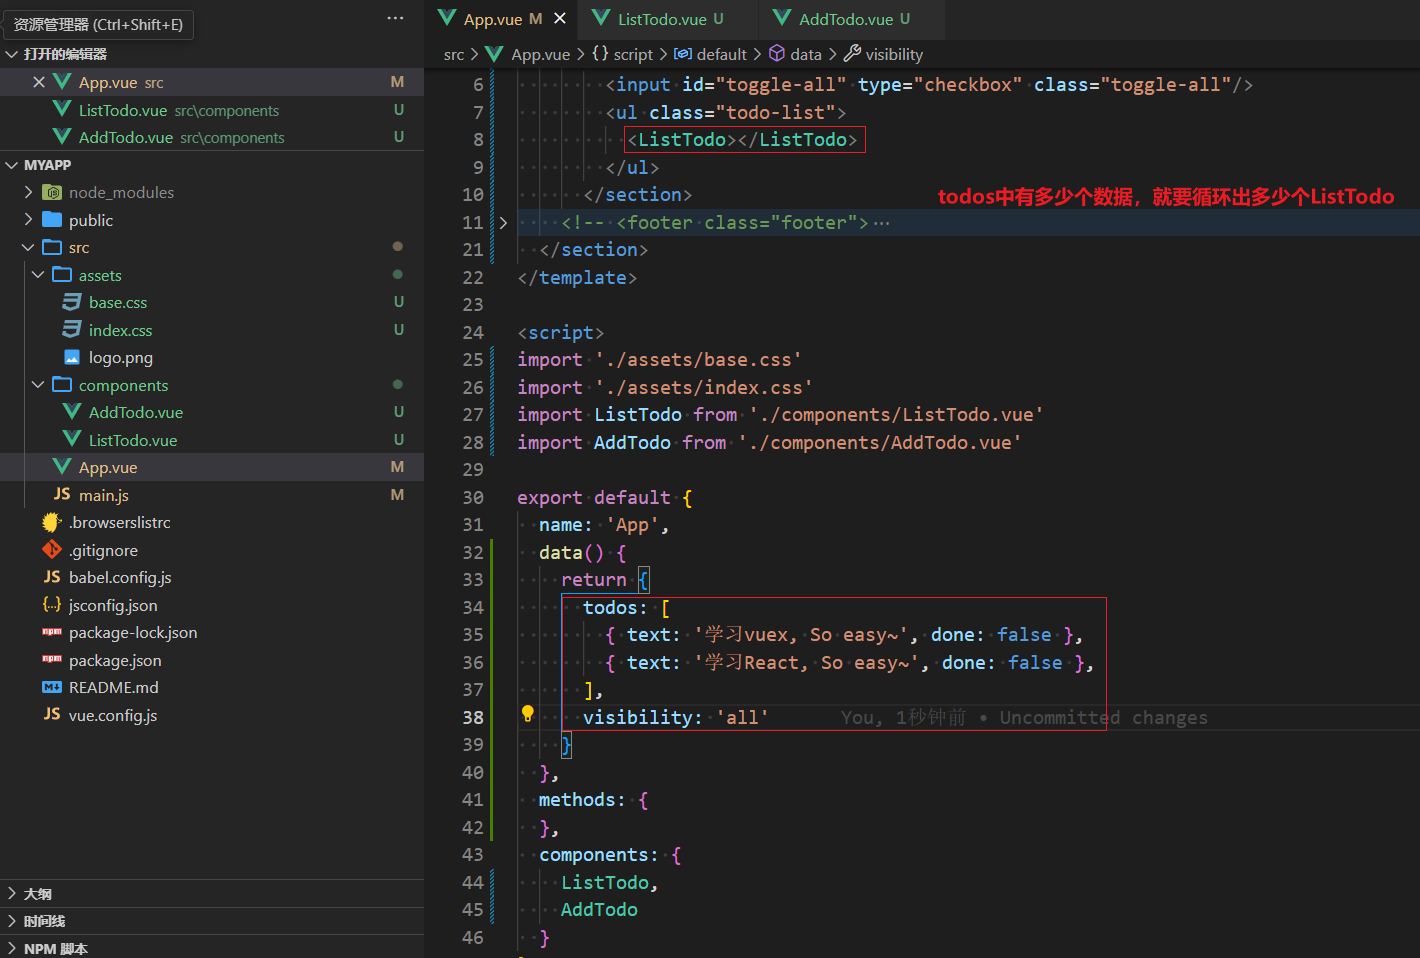 资源管理器 (Ctrl+Shift+E)
···
打开的编辑器
App.vue src M
ListTodo.vue src\components U
AddTodo.vue src\components U
MYAPP
node_modules
public
src
assets
base.css U
index.css U
logo.png
components
AddTodo.vue U
ListTodo.vue U
App.vue M
JS main.js M
.browserslistrc
.gitignore
JS babel.config.js
{..} jsconfig.json
npm package-lock.json
npm package.json
README.md
JS vue.config.js
大纲
时间线
NPM 脚本
App.vue M ListTodo.vue U AddTodo.vue U
src > App.vue > {} script > default > data > visibility
6 <input id="toggle-all" type="checkbox" class="toggle-all"/>
7 <ul class="todo-list">
8 <ListTodo></ListTodo>
9 </ul>
10 </section>
todos中有多少个数据，就要循环出多少个ListTodo
11 <!-- <footer class="footer">···
21 </section>
22 </template>
23
24 <script>
25 import './assets/base.css'
26 import './assets/index.css'
27 import ListTodo from './components/ListTodo.vue'
28 import AddTodo from './components/AddTodo.vue'
29
30 export default {
31 name: 'App',
32 data() {
33 return {
34 todos: [
35 { text: '学习vuex, So easy~', done: false },
36 { text: '学习React, So easy~', done: false },
37 ],
38 visibility: 'all' You, 1秒钟前 • Uncommitted changes
39 }
40 },
41 methods: {
42 },
43 components: {
44 ListTodo,
45 AddTodo
46 }